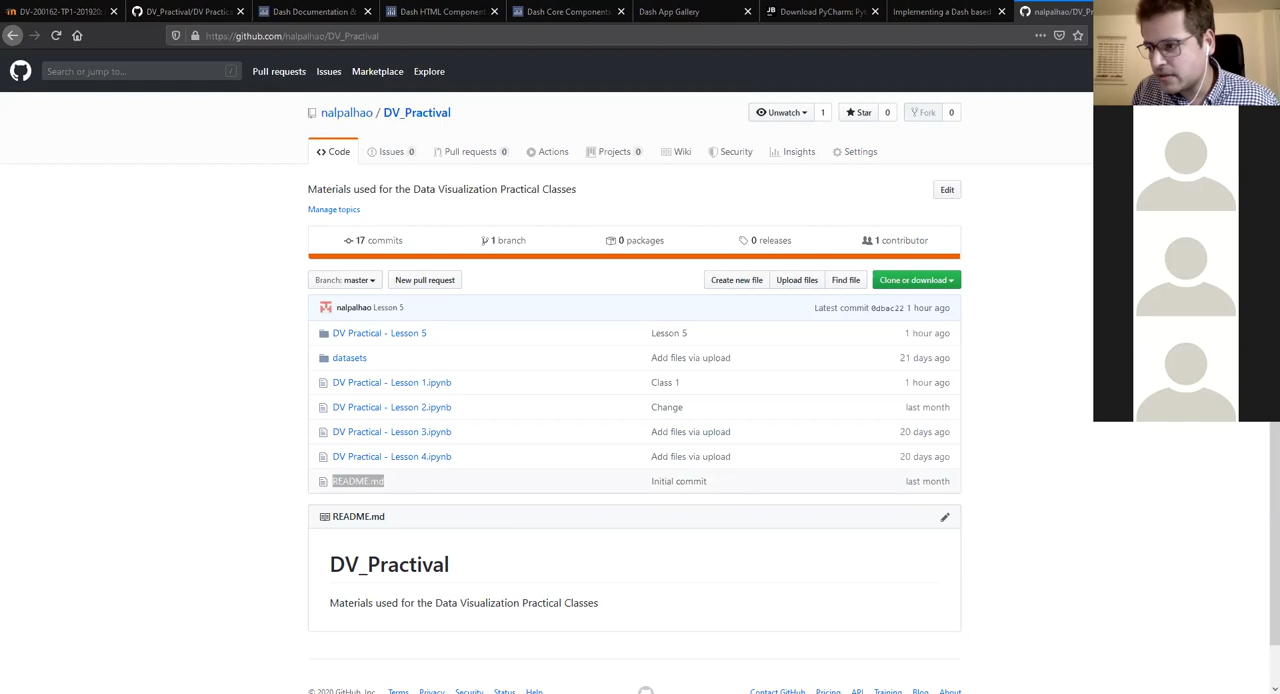 DV-200162-TP1-201920:
DV_Practival/DV Practic
Dash Documentation &
Dash HTML Component
Dash Core Components
Dash App Gallery
Download PyCharm: Py
Implementing a Dash based
nalpalhao/DV_Pr
https://github.com/nalpalhao/DV_Practival
Search or jump to...
/
Pull requests
Issues
Marketplace
Explore
nalpalhao / DV_Practival
Unwatch 1
Star 0
Fork 0
Code
Issues 0
Pull requests 0
Actions
Projects 0
Wiki
Security
Insights
Settings
Materials used for the Data Visualization Practical Classes
Edit
Manage topics
17 commits
1 branch
0 packages
0 releases
1 contributor
Branch: master
New pull request
Create new file
Upload files
Find file
Clone or download
nalpalhao Lesson 5
Latest commit 0dbac22 1 hour ago
DV Practical - Lesson 5 Lesson 5 1 hour ago
datasets Add files via upload 21 days ago
DV Practical - Lesson 1.ipynb Class 1 1 hour ago
DV Practical - Lesson 2.ipynb Change last month
DV Practical - Lesson 3.ipynb Add files via upload 20 days ago
DV Practical - Lesson 4.ipynb Add files via upload 20 days ago
README.md Initial commit last month
README.md
DV_Practival
Materials used for the Data Visualization Practical Classes
© 2020 GitHub, Inc. Terms Privacy Security Status Help Contact GitHub Pricing API Training Blog About